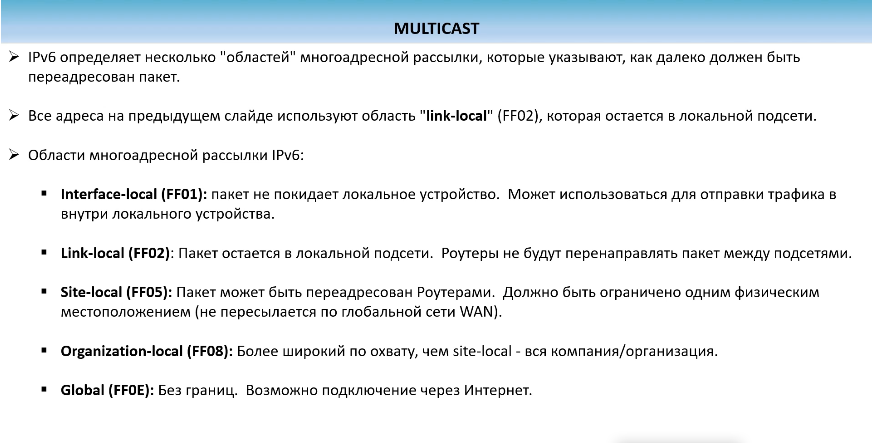 MULTICAST
➢ IPv6 определяет несколько "областей" многоадресной рассылки, которые указывают, как далеко должен быть
переадресован пакет.
➢ Все адреса на предыдущем слайде используют область "link-local" (FF02), которая остается в локальной подсети.
➢ Области многоадресной рассылки IPv6:
▪ Interface-local (FF01): пакет не покидает локальное устройство. Может использоваться для отправки трафика в
внутри локального устройства.
▪ Link-local (FF02): Пакет остается в локальной подсети. Роутеры не будут перенаправлять пакет между подсетями.
▪ Site-local (FF05): Пакет может быть переадресован Роутерами. Должно быть ограничено одним физическим
местоположением (не пересылается по глобальной сети WAN).
▪ Organization-local (FF08): Более широкий по охвату, чем site-local - вся компания/организация.
▪ Global (FF0E): Без границ. Возможно подключение через Интернет.